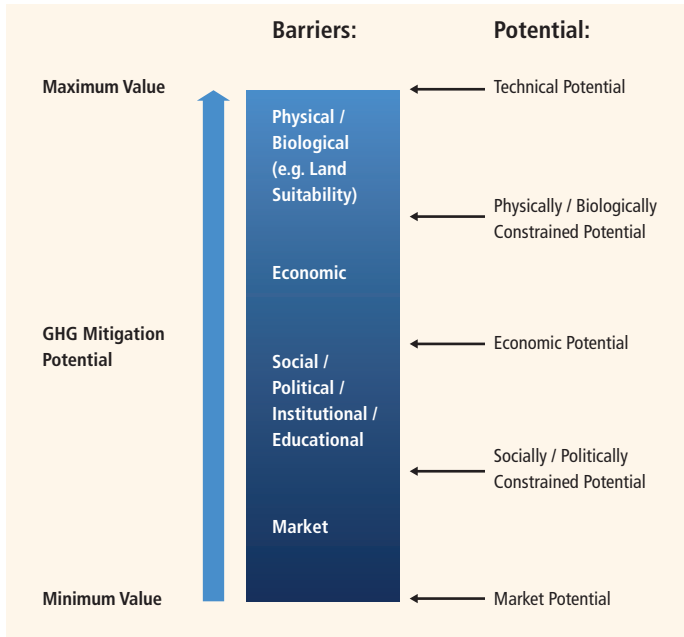 Barriers:
Potential:
Maximum Value
Technical Potential
Physical /
Biological
(e.g. Land
Suitability)
Physically / Biologically
Constrained Potential
Economic
GHG Mitigation
Potential
Economic Potential
Social /
Political /
Institutional /
Educational
Socially / Politically
Constrained Potential
Market
Minimum Value
Market Potential